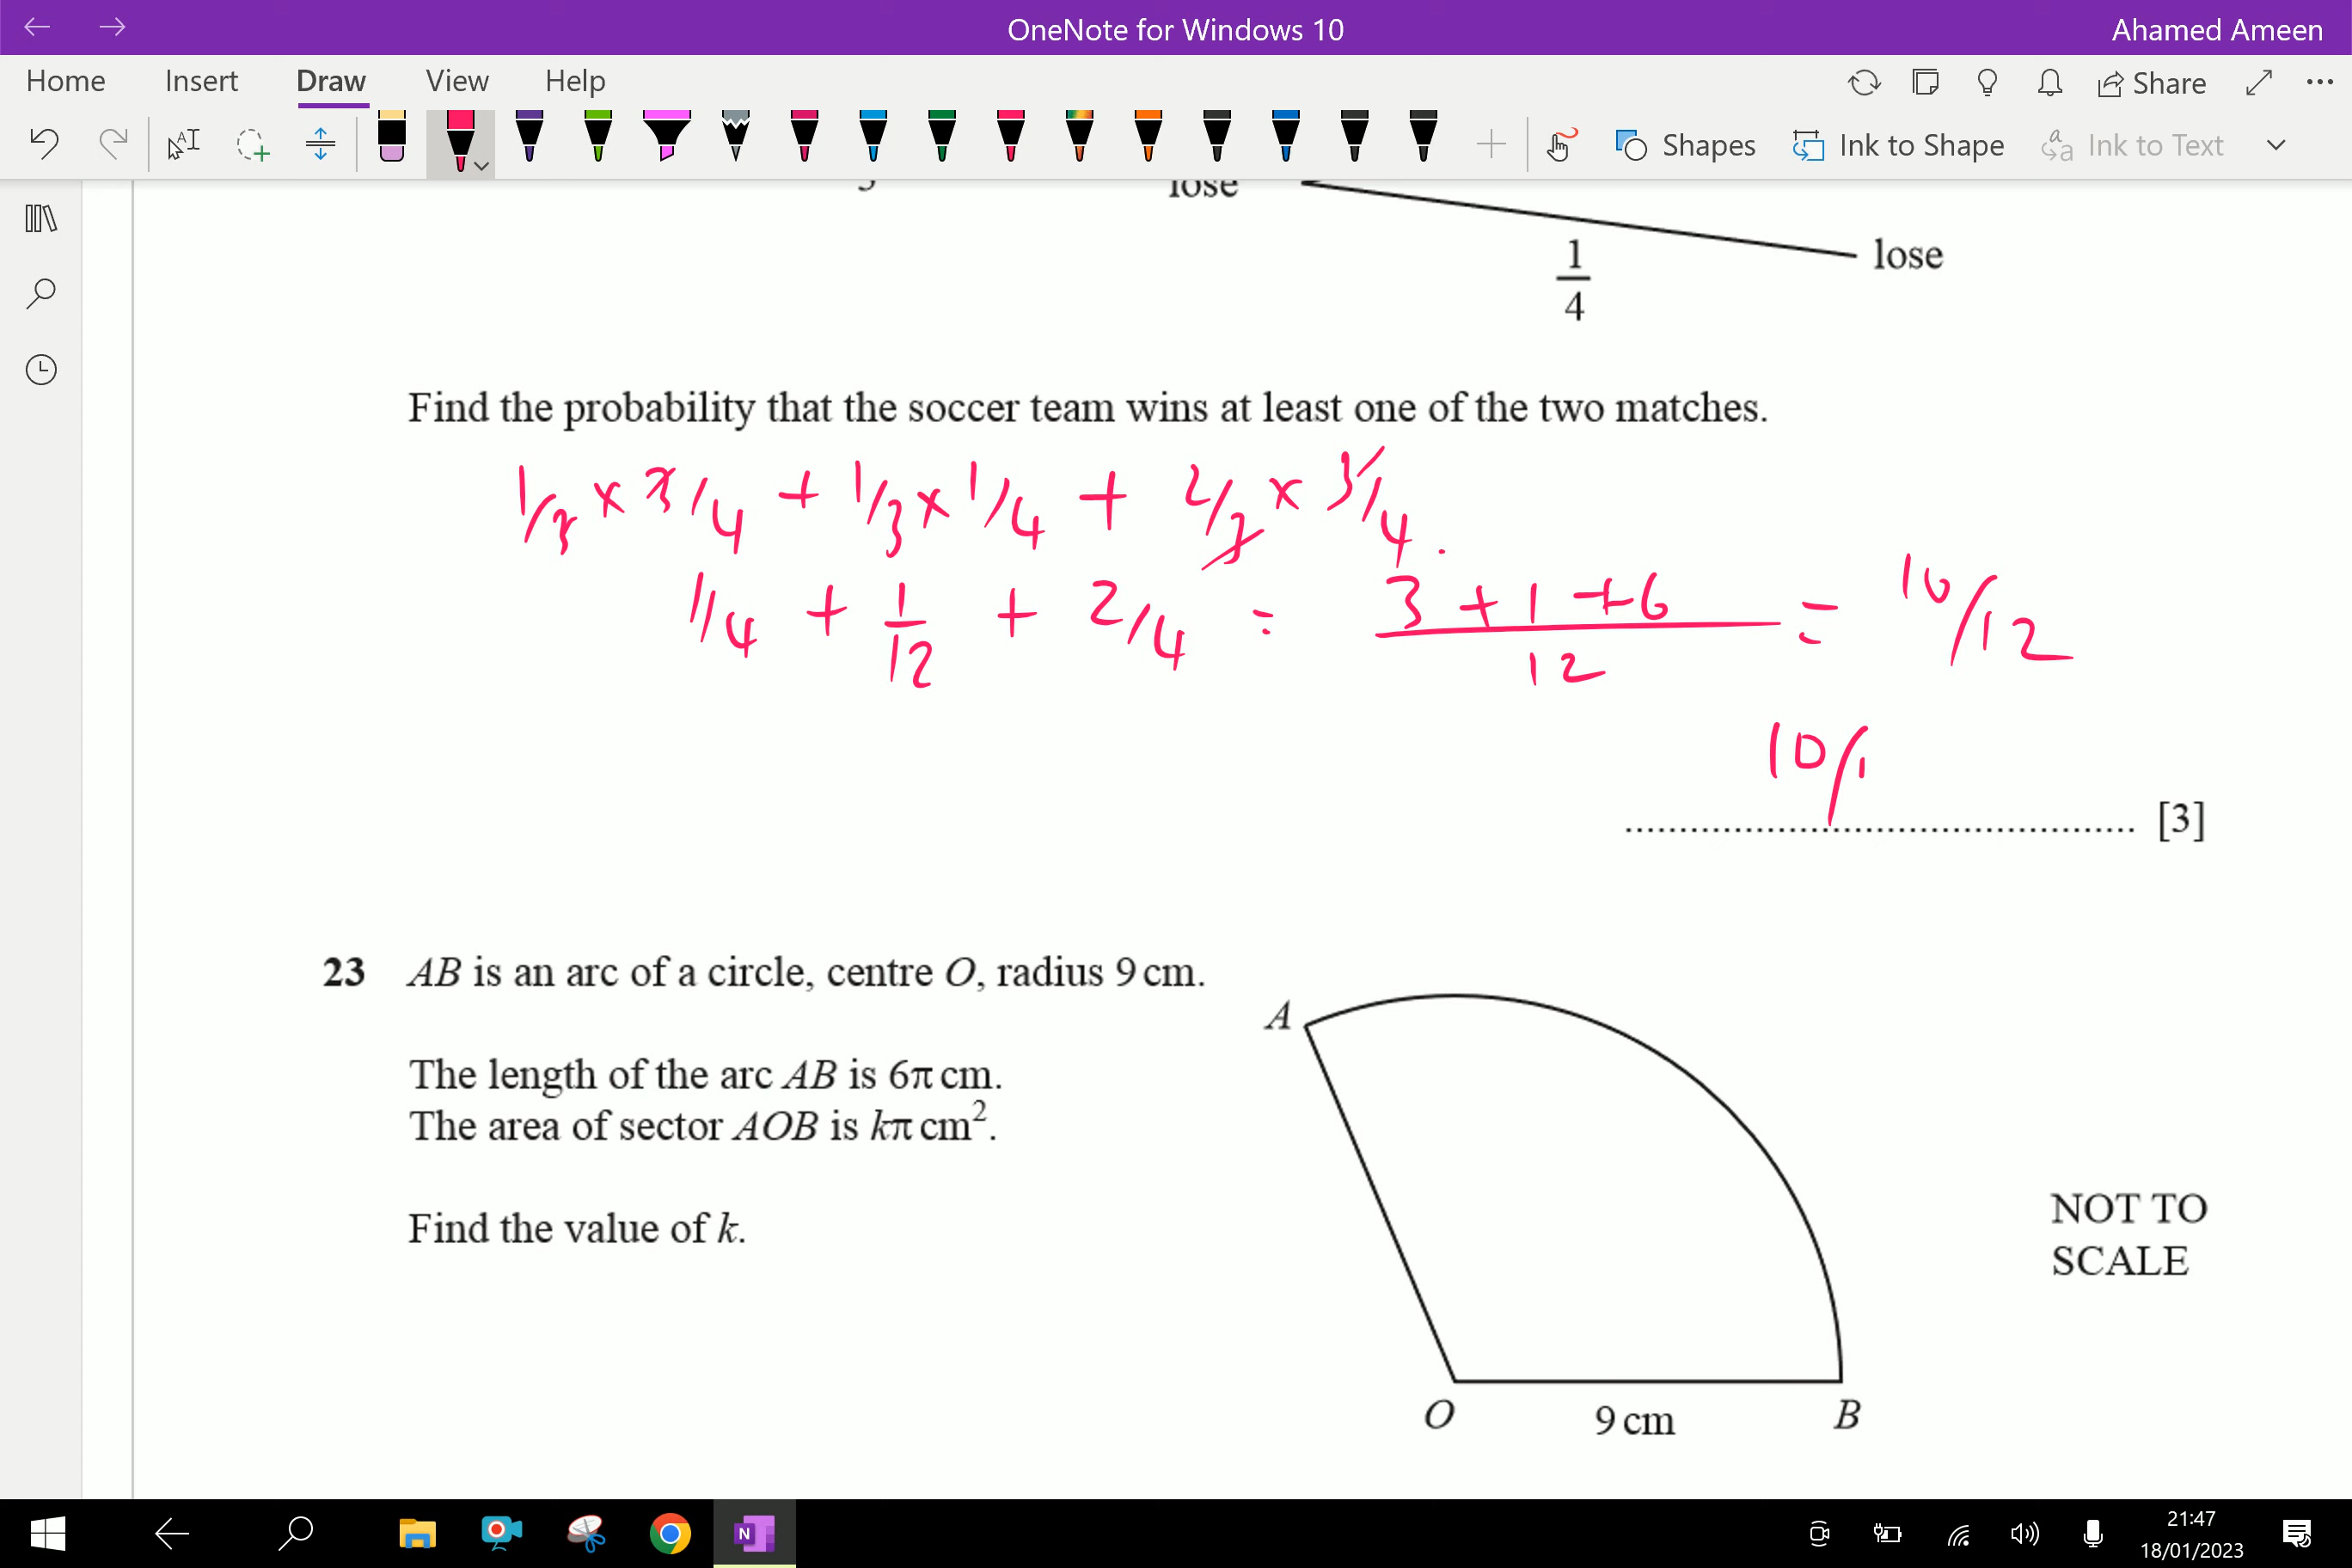 OneNote for Windows 10 Ahamed Ameen
Home Insert Draw View Help Share
Shapes Ink to Shape Ink to Text
lose
lose
1/4
Find the probability that the soccer team wins at least one of the two matches.
1/3 × 3/4 + 1/3 × 1/4 + 2/3 × 3/4 .
1/4 + 1/12 + 2/4 = 3 + 1 + 6 / 12 = 10/12
10/1
[3]
23 AB is an arc of a circle, centre O, radius 9 cm.
A
The length of the arc AB is 6π cm.
The area of sector AOB is kπ cm².
NOT TO
SCALE
Find the value of k.
O 9 cm B
21:47
18/01/2023